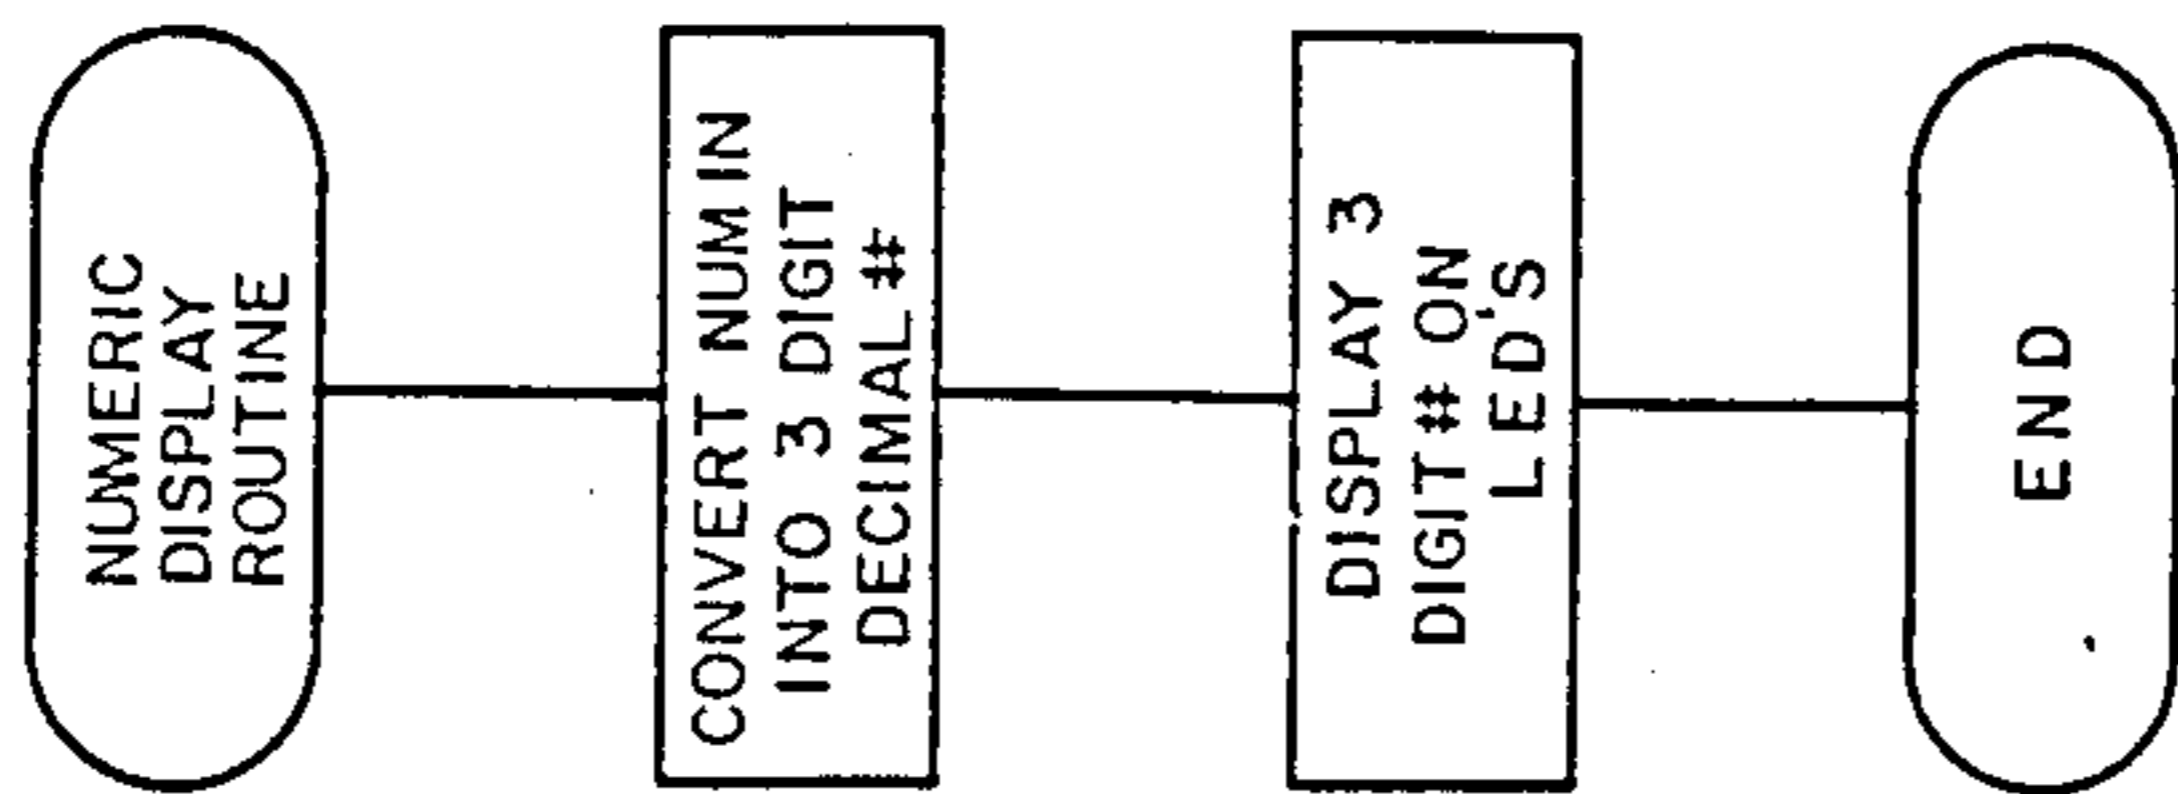 NUMERIC
DISPLAY
ROUTINE
CONVERT NUM IN
INTO 3 DIGIT
DECIMAL #
DISPLAY 3
DIGIT # ON
LED'S
END